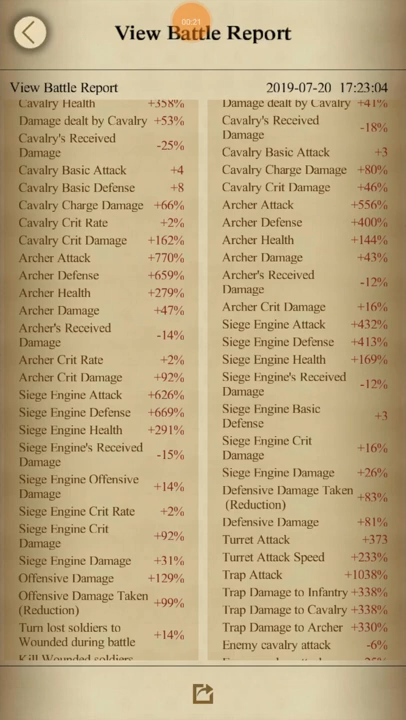 00:21
View Battle Report
View Battle Report 2019-07-20 17:23:04
Cavalry Health +358%
Damage dealt by Cavalry +53%
Cavalry's Received
Damage -25%
Cavalry Basic Attack +4
Cavalry Basic Defense +8
Cavalry Charge Damage +66%
Cavalry Crit Rate +2%
Cavalry Crit Damage +162%
Archer Attack +770%
Archer Defense +659%
Archer Health +279%
Archer Damage +47%
Archer's Received
Damage -14%
Archer Crit Rate +2%
Archer Crit Damage +92%
Siege Engine Attack +626%
Siege Engine Defense +669%
Siege Engine Health +291%
Siege Engine's Received
Damage -15%
Siege Engine Offensive
Damage +14%
Siege Engine Crit Rate +2%
Siege Engine Crit
Damage +92%
Siege Engine Damage +31%
Offensive Damage +129%
Offensive Damage Taken
(Reduction) +99%
Turn lost soldiers to
Wounded during battle +14%
Kill Wounded soldiers
Damage dealt by Cavalry +41%
Cavalry's Received
Damage -18%
Cavalry Basic Attack +3
Cavalry Charge Damage +80%
Cavalry Crit Damage +46%
Archer Attack +556%
Archer Defense +400%
Archer Health +144%
Archer Damage +43%
Archer's Received
Damage -12%
Archer Crit Damage +16%
Siege Engine Attack +432%
Siege Engine Defense +413%
Siege Engine Health +169%
Siege Engine's Received
Damage -12%
Siege Engine Basic
Defense +3
Siege Engine Crit
Damage +16%
Siege Engine Damage +26%
Defensive Damage Taken
(Reduction) +83%
Defensive Damage +81%
Turret Attack +373
Turret Attack Speed +233%
Trap Attack +1038%
Trap Damage to Infantry +338%
Trap Damage to Cavalry +338%
Trap Damage to Archer +330%
Enemy cavalry attack -6%